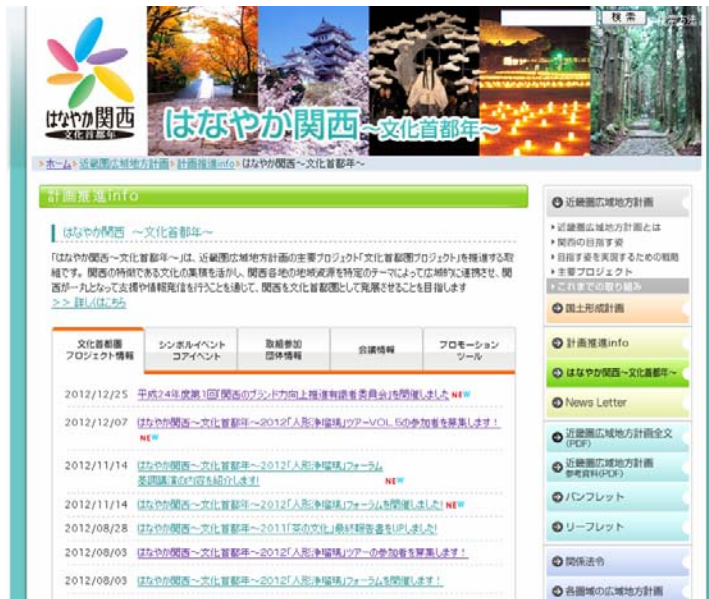 検索
検索方法
はなやか関西
文化首都年
はなやか関西～文化首都年～
ホーム 近畿圏広域地方計画 計画推進info はなやか関西～文化首都年～
計画推進info
はなやか関西 ～文化首都年～
「はなやか関西～文化首都年～」は、近畿圏広域地方計画の主要プロジェクト「文化首都圏プロジェクト」を推進する取
組です。関西の特徴である文化の集積を活かし、関西各地の地域資源を特定のテーマによって広域的に連携させ、関
西が一丸となって支援や情報発信を行うことを通じて、関西を文化首都圏として発展させることを目指します
>> 詳しくはこちら
文化首都圏
プロジェクト情報
シンボルイベント
コアイベント
取組参加
団体情報
会議情報
プロモーション
ツール
2012/12/25 平成24年度第1回「関西のブランド力向上推進有識者委員会」を開催しました NEW
2012/12/07 はなやか関西～文化首都年～2012「人形浄瑠璃」ツアーVOL.5の参加者を募集します！
NEW
2012/11/14 はなやか関西～文化首都年～2012「人形浄瑠璃」フォーラム
基調講演の内容を紹介します! NEW
2012/11/14 はなやか関西～文化首都年～2012「人形浄瑠璃」フォーラムを開催しました! NEW
2012/08/28 はなやか関西～文化首都年～2011「茶の文化」最終報告書をUPしました!
2012/08/03 はなやか関西～文化首都年～2012「人形浄瑠璃」ツアーの参加者を募集します！
2012/08/03 はなやか関西～文化首都年～2012「人形浄瑠璃」フォーラムを開催します！
近畿圏広域地方計画
近畿圏広域地方計画とは
関西の目指す姿
目指す姿を実現するための戦略
主要プロジェクト
これまでの取り組み
国土形成計画
計画推進info
はなやか関西～文化首都年～
News Letter
近畿圏広域地方計画全文
(PDF)
近畿圏広域地方計画
参考資料(PDF)
パンフレット
リーフレット
関係法令
各圏域の広域地方計画